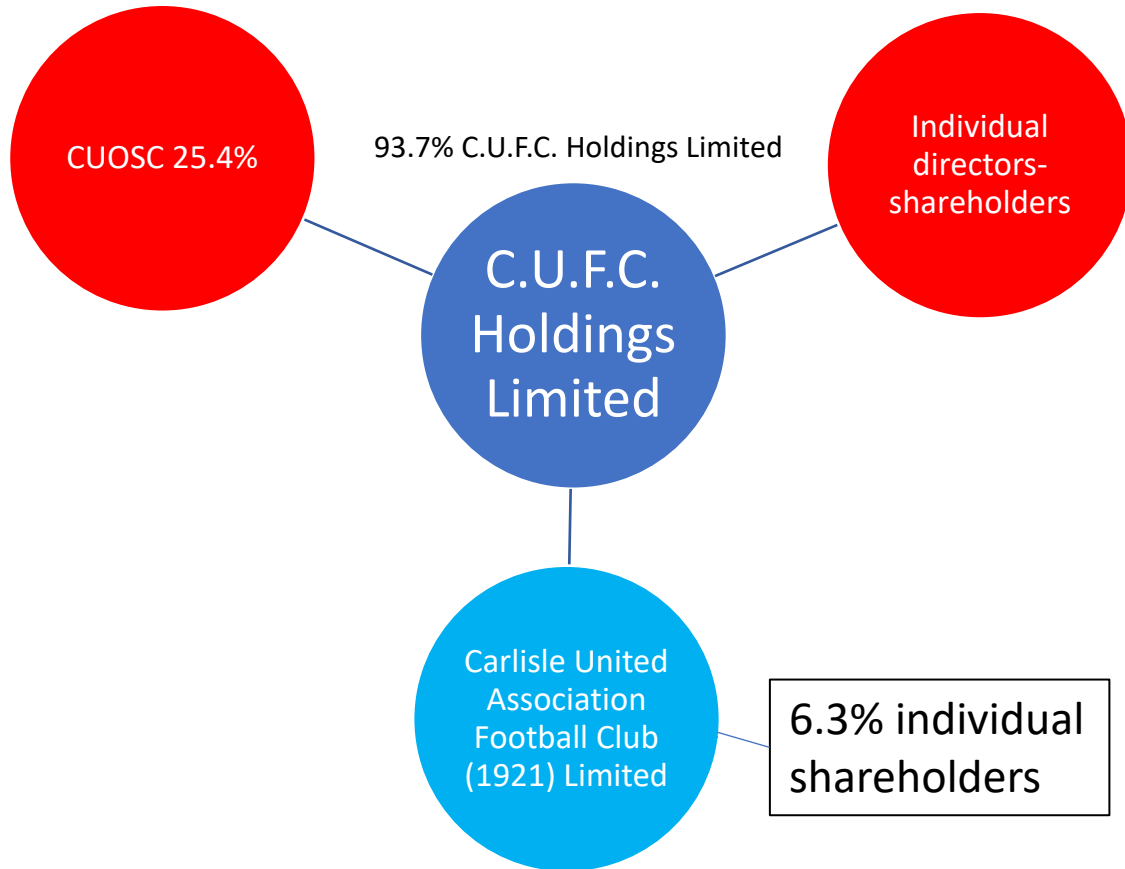 CUOSC 25.4%
93.7% C.U.F.C. Holdings Limited
Individual
directors-
shareholders
C.U.F.C.
Holdings
Limited
Carlisle United
Association
Football Club
(1921) Limited
6.3% individual
shareholders